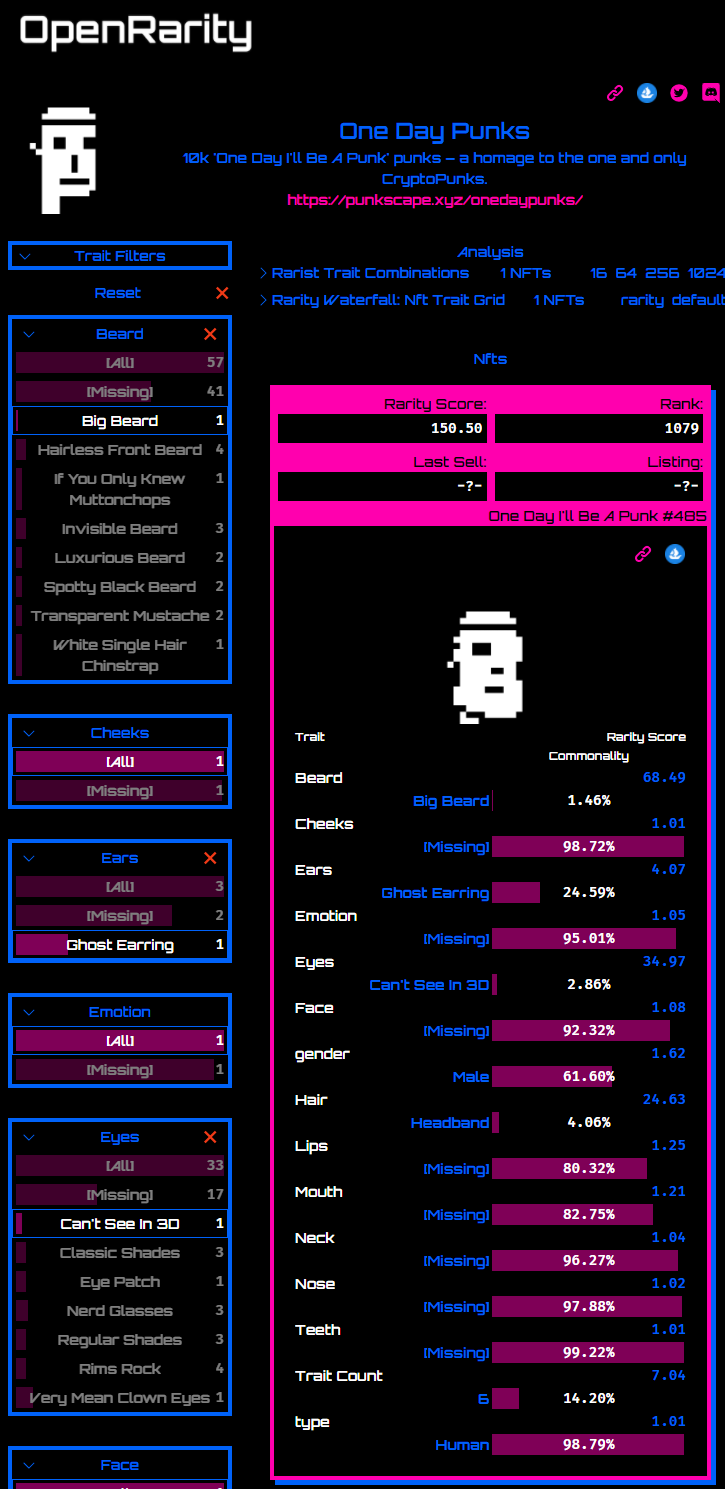 OpenRarity
One Day Punks
10k 'One Day I'll Be A Punk' punks – a homage to the one and only
CryptoPunks.
https://punkscape.xyz/onedaypunks/
Trait Filters
Reset
Beard
[All] 57
[Missing] 41
Big Beard 1
Hairless Front Beard 4
If You Only Knew 1
Muttonchops
Invisible Beard 3
Luxurious Beard 2
Spotty Black Beard 2
Transparent Mustache 2
White Single Hair 1
Chinstrap
Cheeks
[All] 1
[Missing] 1
Ears
[All] 3
[Missing] 2
Ghost Earring 1
Emotion
[All] 1
[Missing] 1
Eyes
[All] 33
[Missing] 17
Can't See In 3D 1
Classic Shades 3
Eye Patch 1
Nerd Glasses 3
Regular Shades 3
Rims Rock 4
Very Mean Clown Eyes 1
Face
Analysis
Rarist Trait Combinations 1 NFTs 16 64 256 1024
Rarity Waterfall: Nft Trait Grid 1 NFTs rarity default
Nfts
Rarity Score: Rank:
150.50 1079
Last Sell: Listing:
-?- -?-
One Day I'll Be A Punk #485
Trait Rarity Score
Commonality
Beard 68.49
Big Beard 1.46%
Cheeks 1.01
[Missing] 98.72%
Ears 4.07
Ghost Earring 24.59%
Emotion 1.05
[Missing] 95.01%
Eyes 34.97
Can't See In 3D 2.86%
Face 1.08
[Missing] 92.32%
gender 1.62
Male 61.60%
Hair 24.63
Headband 4.06%
Lips 1.25
[Missing] 80.32%
Mouth 1.21
[Missing] 82.75%
Neck 1.04
[Missing] 96.27%
Nose 1.02
[Missing] 97.88%
Teeth 1.01
[Missing] 99.22%
Trait Count 7.04
6 14.20%
type 1.01
Human 98.79%